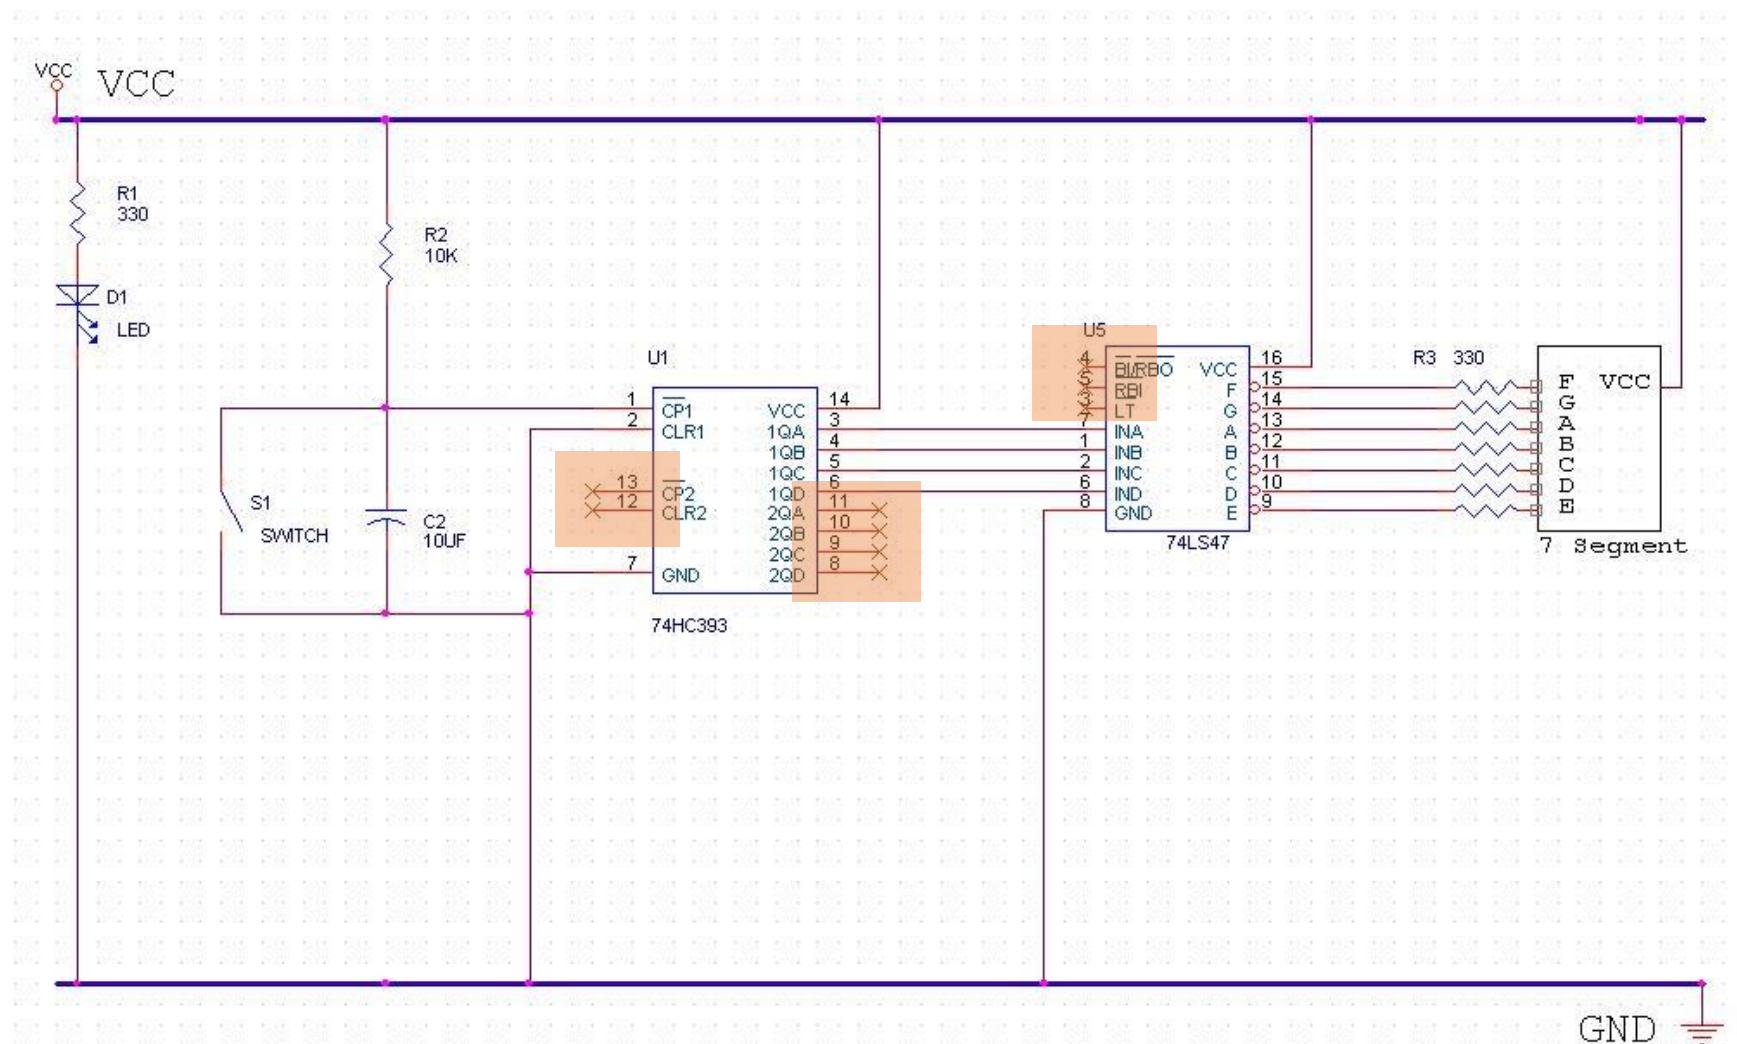 VCC VCC
R1
330
R2
10K
D1
LED
S1
SWITCH
C2
10UF
U1
1 CP1 VCC 14
2 CLR1 1QA 3
1QB 4
1QC 5
13 CP2 1QD 6
12 CLR2 2QA 11
2QB 10
2QC 9
7 GND 2QD 8
74HC393
U5
4 BI/RBO VCC 16
5 RBI F 15
3 LT G 14
7 INA A 13
1 INB B 12
2 INC C 11
6 IND D 10
8 GND E 9
74LS47
R3 330
F VCC
G
A
B
C
D
E
7 Segment
GND